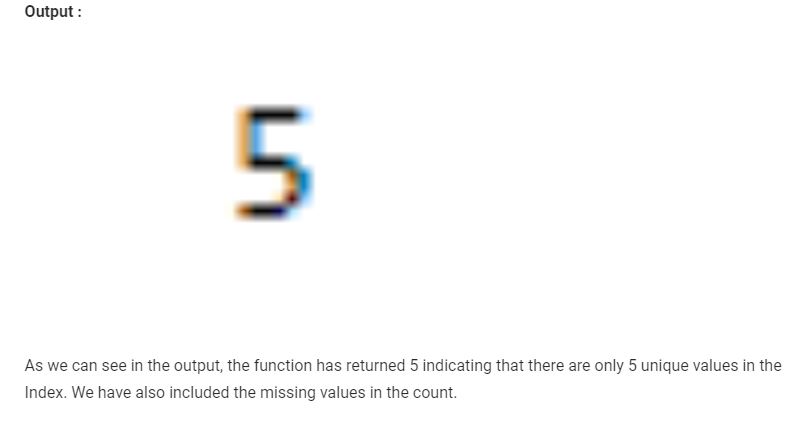 Output :
5
As we can see in the output, the function has returned 5 indicating that there are only 5 unique values in the
Index. We have also included the missing values in the count.